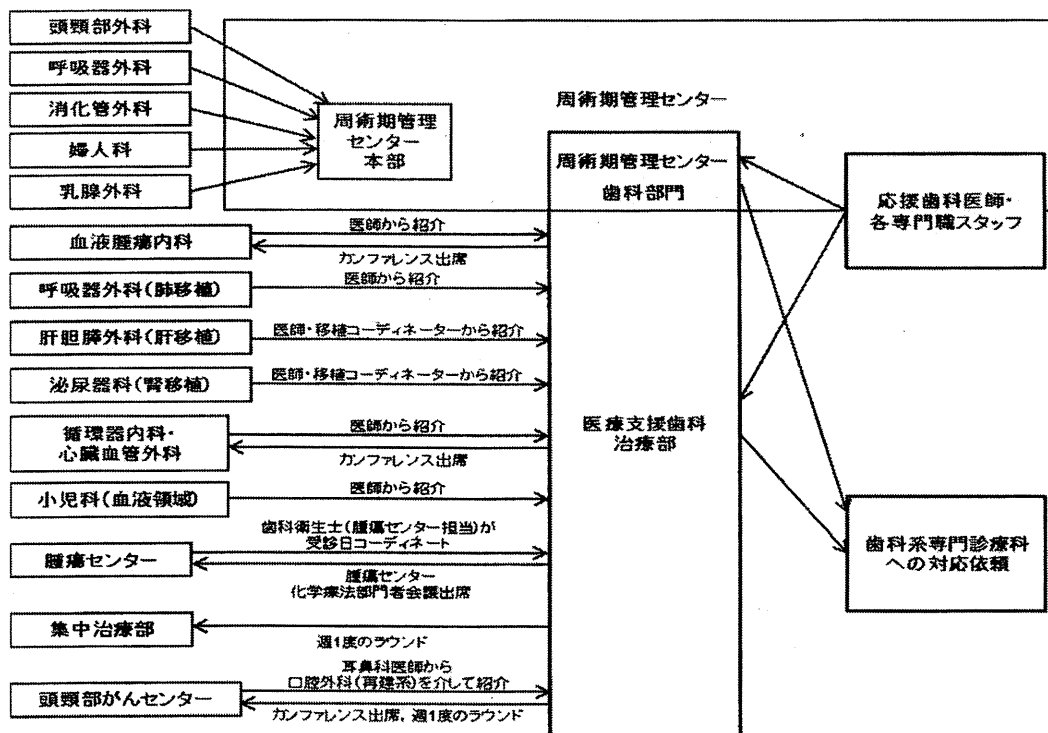 頭頸部外科
呼吸器外科
消化管外科
婦人科
乳腺外科
周術期管理
センター
本部
周術期管理センター
周術期管理センター
歯科部門
応援歯科医師・
各専門職スタッフ
血液腫瘍内科
医師から紹介
カンファレンス出席
呼吸器外科(肺移植)
医師から紹介
肝胆膵外科(肝移植)
医師・移植コーディネーターから紹介
泌尿器科(腎移植)
医師・移植コーディネーターから紹介
循環器内科・
心臓血管外科
医師から紹介
カンファレンス出席
医療支援歯科
治療部
小児科(血液領域)
医師から紹介
腫瘍センター
歯科衛生士(腫瘍センター担当)が
受診日コーディネート
腫瘍センター
化学療法部門者会議出席
歯科系専門診療科
への対応依頼
集中治療部
週1度のラウンド
頭頸部がんセンター
耳鼻科医師から
口腔外科(再建系)を介して紹介
カンファレンス出席, 週1度のラウンド